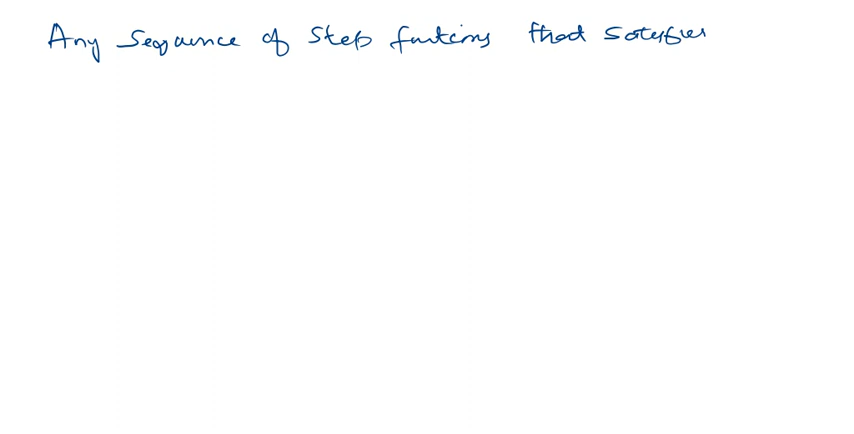 Any sequence of step functions that satisfies